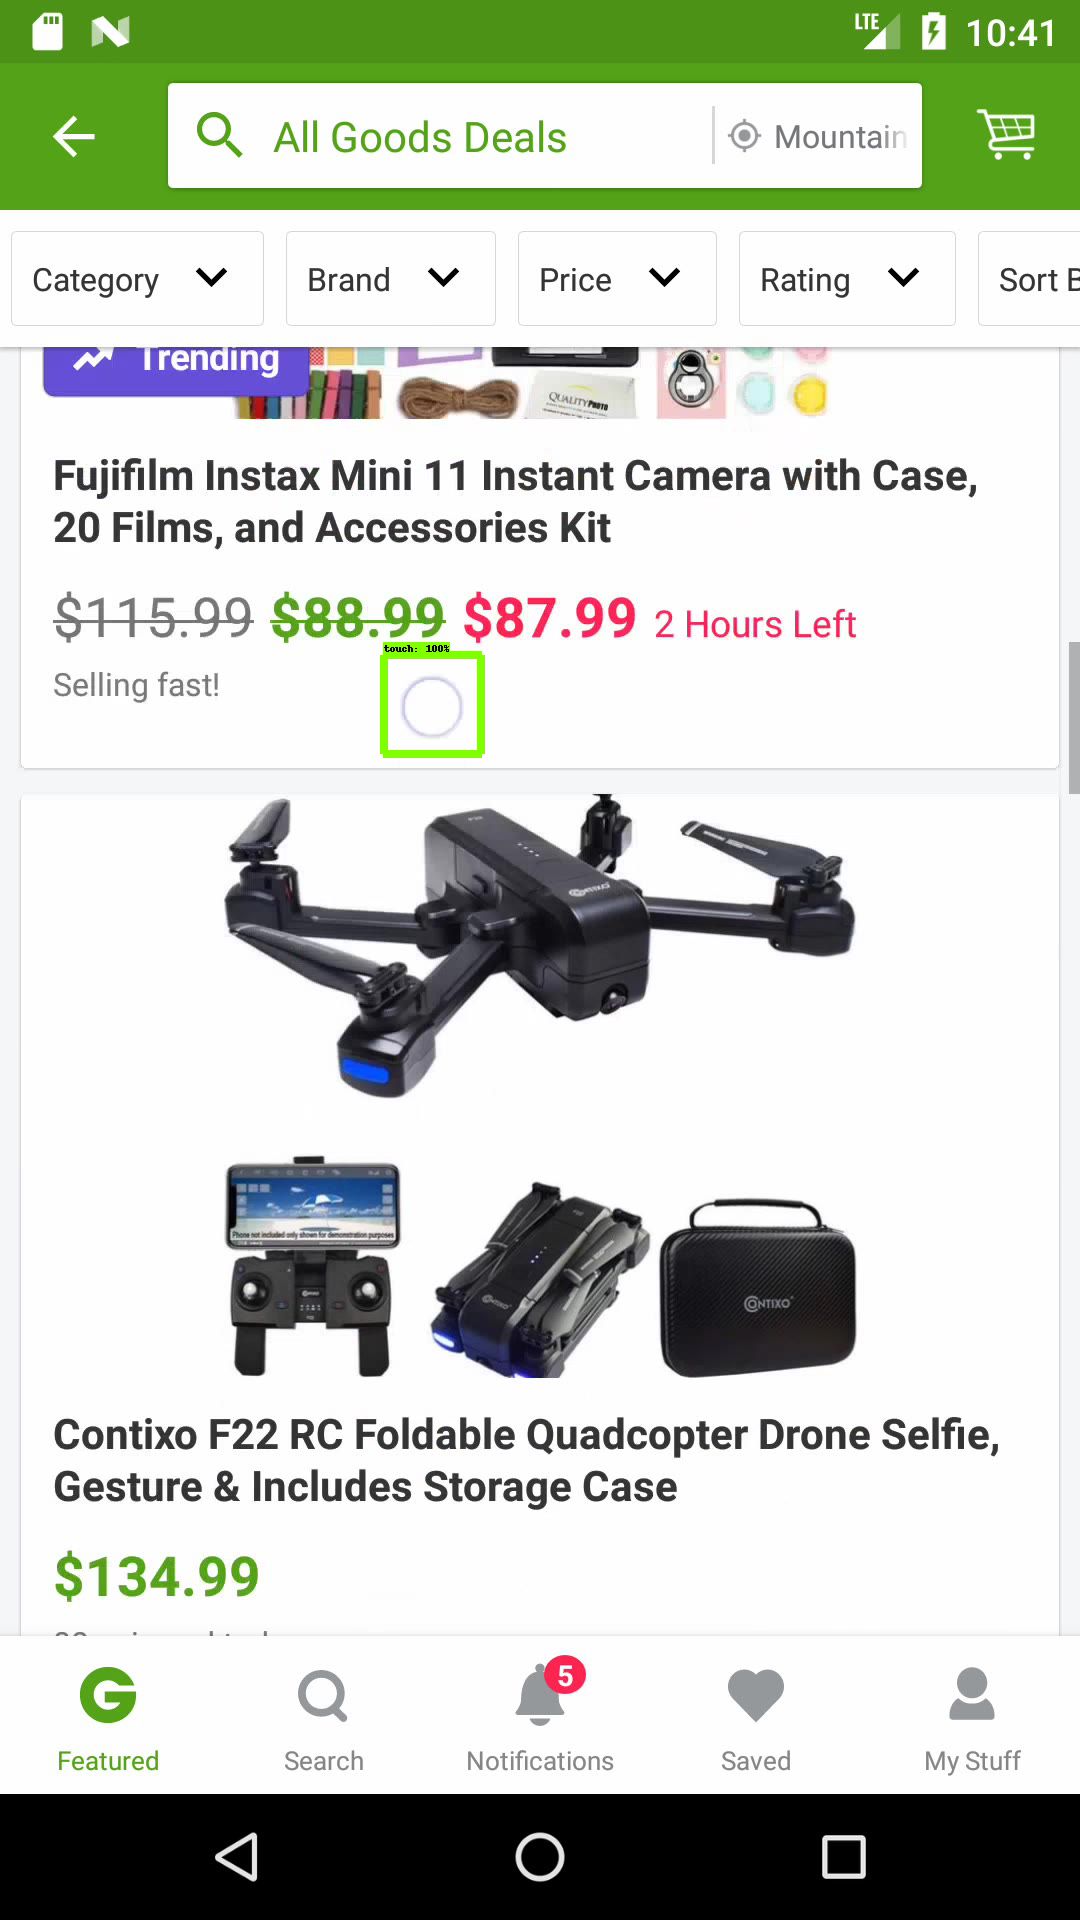 LTE 10:41
All Goods Deals Mountain
Category Brand Price Rating Sort B
Trending
QUALITY PHOTO
Fujifilm Instax Mini 11 Instant Camera with Case,
20 Films, and Accessories Kit
$115.99 $88.99 $87.99 2 Hours Left
touch: 100%
Selling fast!
CONTIXO
Phone not included only shown for demonstration purposes
CONTIXO
CONTIXO
Contixo F22 RC Foldable Quadcopter Drone Selfie,
Gesture & Includes Storage Case
$134.99
5
Featured Search Notifications Saved My Stuff